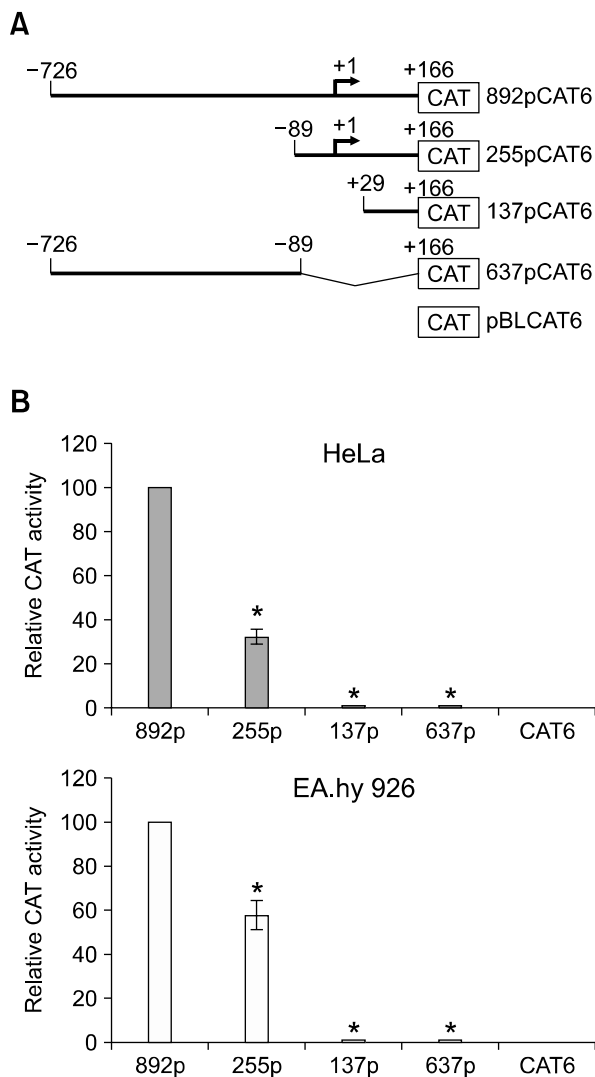 A
−726 +1 +166
CAT 892pCAT6
−89 +1 +166
CAT 255pCAT6
+29 +166
CAT 137pCAT6
−726 −89 +166
CAT 637pCAT6
CAT pBLCAT6
B
HeLa
Relative CAT activity
120
100
80
60
40
20
0
*
*
*
892p 255p 137p 637p CAT6
EA.hy 926
Relative CAT activity
120
100
80
60
40
20
0
*
*
*
892p 255p 137p 637p CAT6